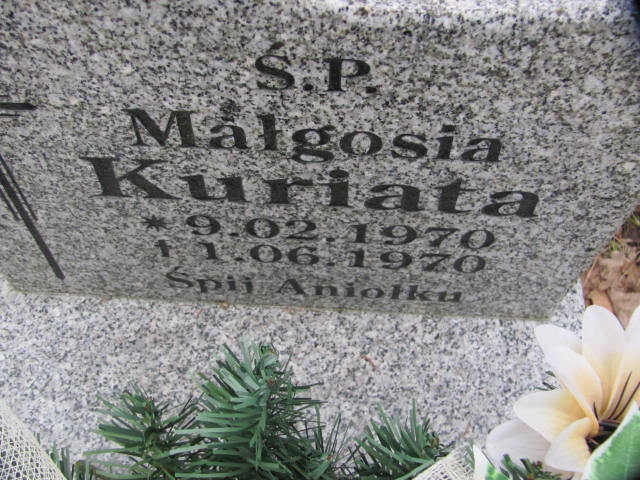 Ś.P.
Małgosia
Kuriata
* 9.02.1970
† 1.06.1970
Śpij Aniołku